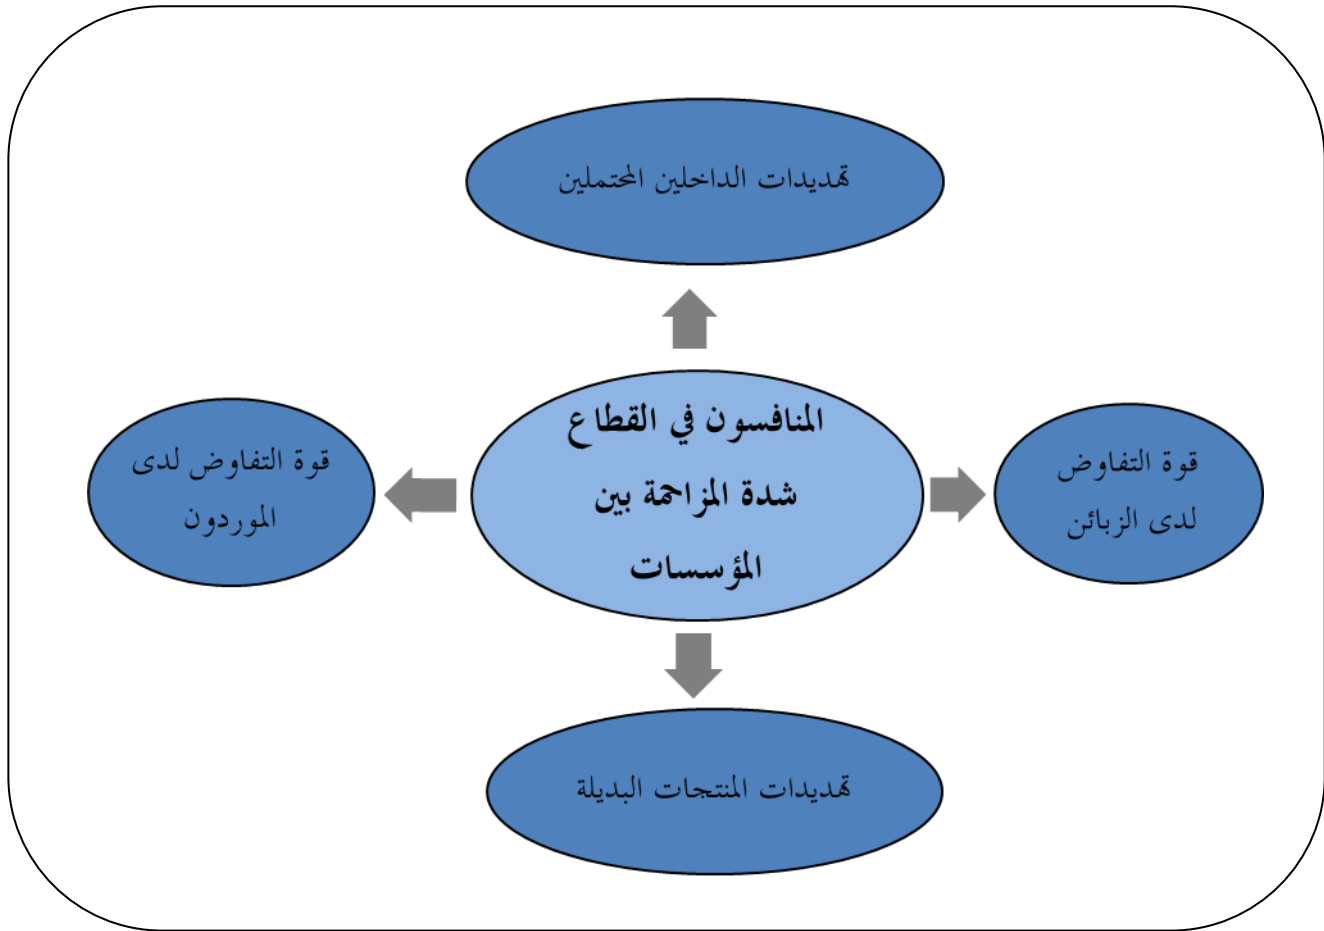 تهديدات الداخلين المحتملين
المنافسون في القطاع
شدة المزاحمة بين
المؤسسات
قوة التفاوض
لدى الزبائن
قوة التفاوض لدى
الموردون
تهديدات المنتجات البديلة